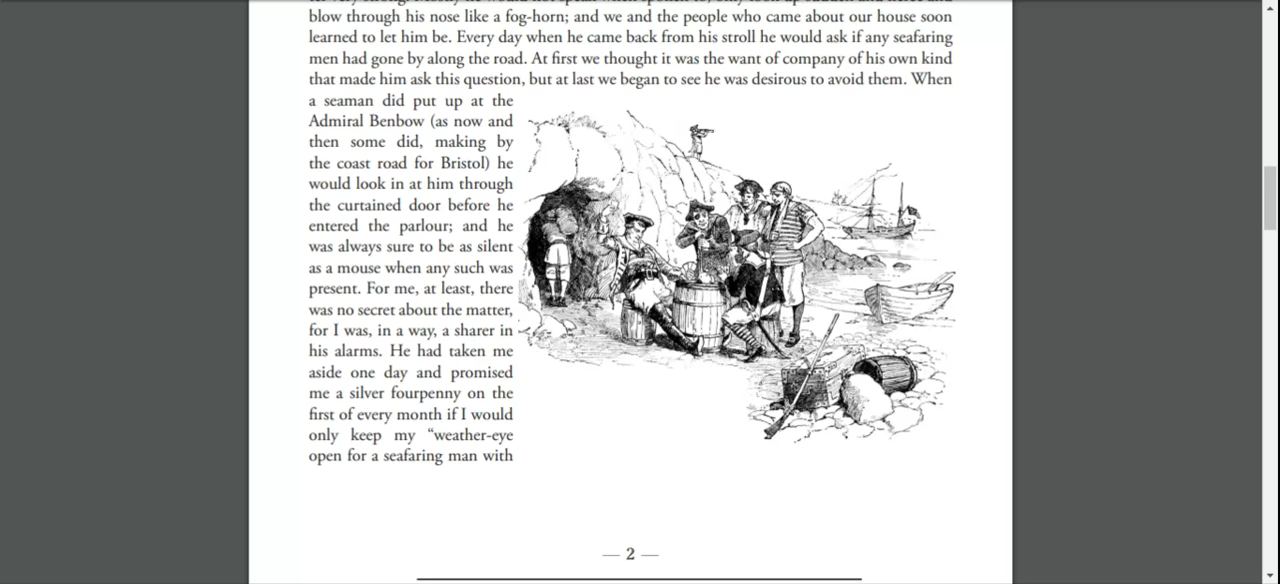 blow through his nose like a fog-horn; and we and the people who came about our house soon
learned to let him be. Every day when he came back from his stroll he would ask if any seafaring
men had gone by along the road. At first we thought it was the want of company of his own kind
that made him ask this question, but at last we began to see he was desirous to avoid them. When
a seaman did put up at the
Admiral Benbow (as now and
then some did, making by
the coast road for Bristol) he
would look in at him through
the curtained door before he
entered the parlour; and he
was always sure to be as silent
as a mouse when any such was
present. For me, at least, there
was no secret about the matter,
for I was, in a way, a sharer in
his alarms. He had taken me
aside one day and promised
me a silver fourpenny on the
first of every month if I would
only keep my “weather-eye
open for a seafaring man with
— 2 —